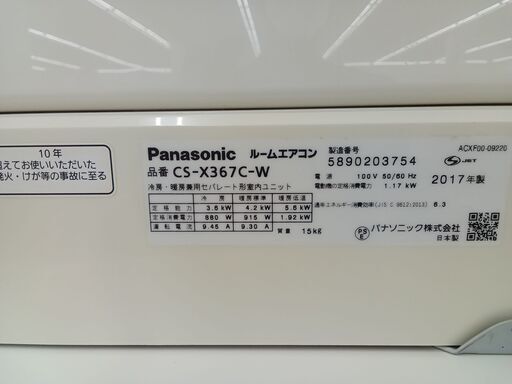 10年
超えてお使いいただいた
発火・けが等の事故に至る
Panasonic ルームエアコン
品番 CS-X367C-W
冷房・暖房兼用セパレート形室内ユニット
冷房 暖房標準 暖房低温
定格能力 3.6 kW 4.2 kW 5.6 kW
定格消費電力 880 W 915 W 1.92 kW
運転電流 9.45 A 9.30 A
質量 15kg
製造番号
5890203754
ACXF00-09220
JET
電源 100V 50/60 Hz
電動機の定格消費電力 1.17 kW
2017年製
通年エネルギー消費効率(JIS C 9612:2013) 6.3
PS
E
パナソニック株式会社
日本製